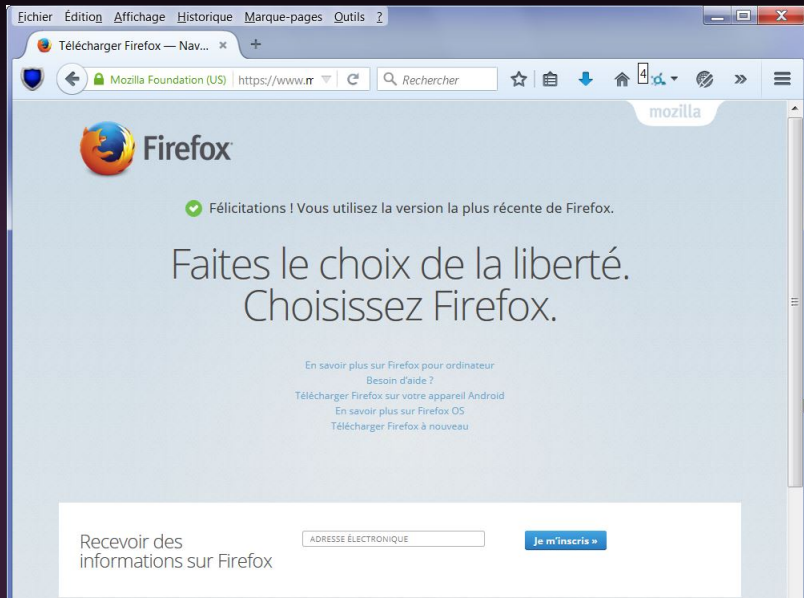 Fichier Édition Affichage Historique Marque-pages Outils ?
Télécharger Firefox — Nav... × +
Mozilla Foundation (US) https://www.m Rechercher 4 »
mozilla
Firefox
Félicitations ! Vous utilisez la version la plus récente de Firefox.
Faites le choix de la liberté.
Choisissez Firefox.
En savoir plus sur Firefox pour ordinateur
Besoin d'aide ?
Télécharger Firefox sur votre appareil Android
En savoir plus sur Firefox OS
Télécharger Firefox à nouveau
Recevoir des
informations sur Firefox
ADRESSE ÉLECTRONIQUE
Je m'inscris »